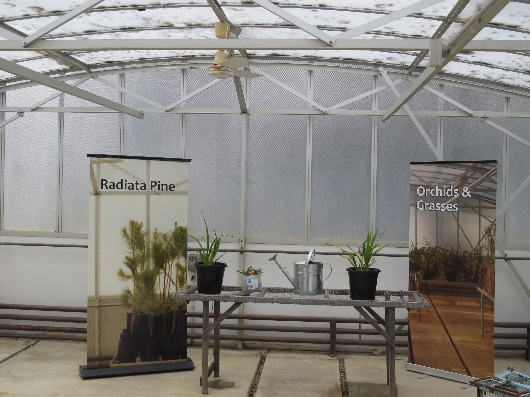 Radiata Pine
Orchids &
Grasses